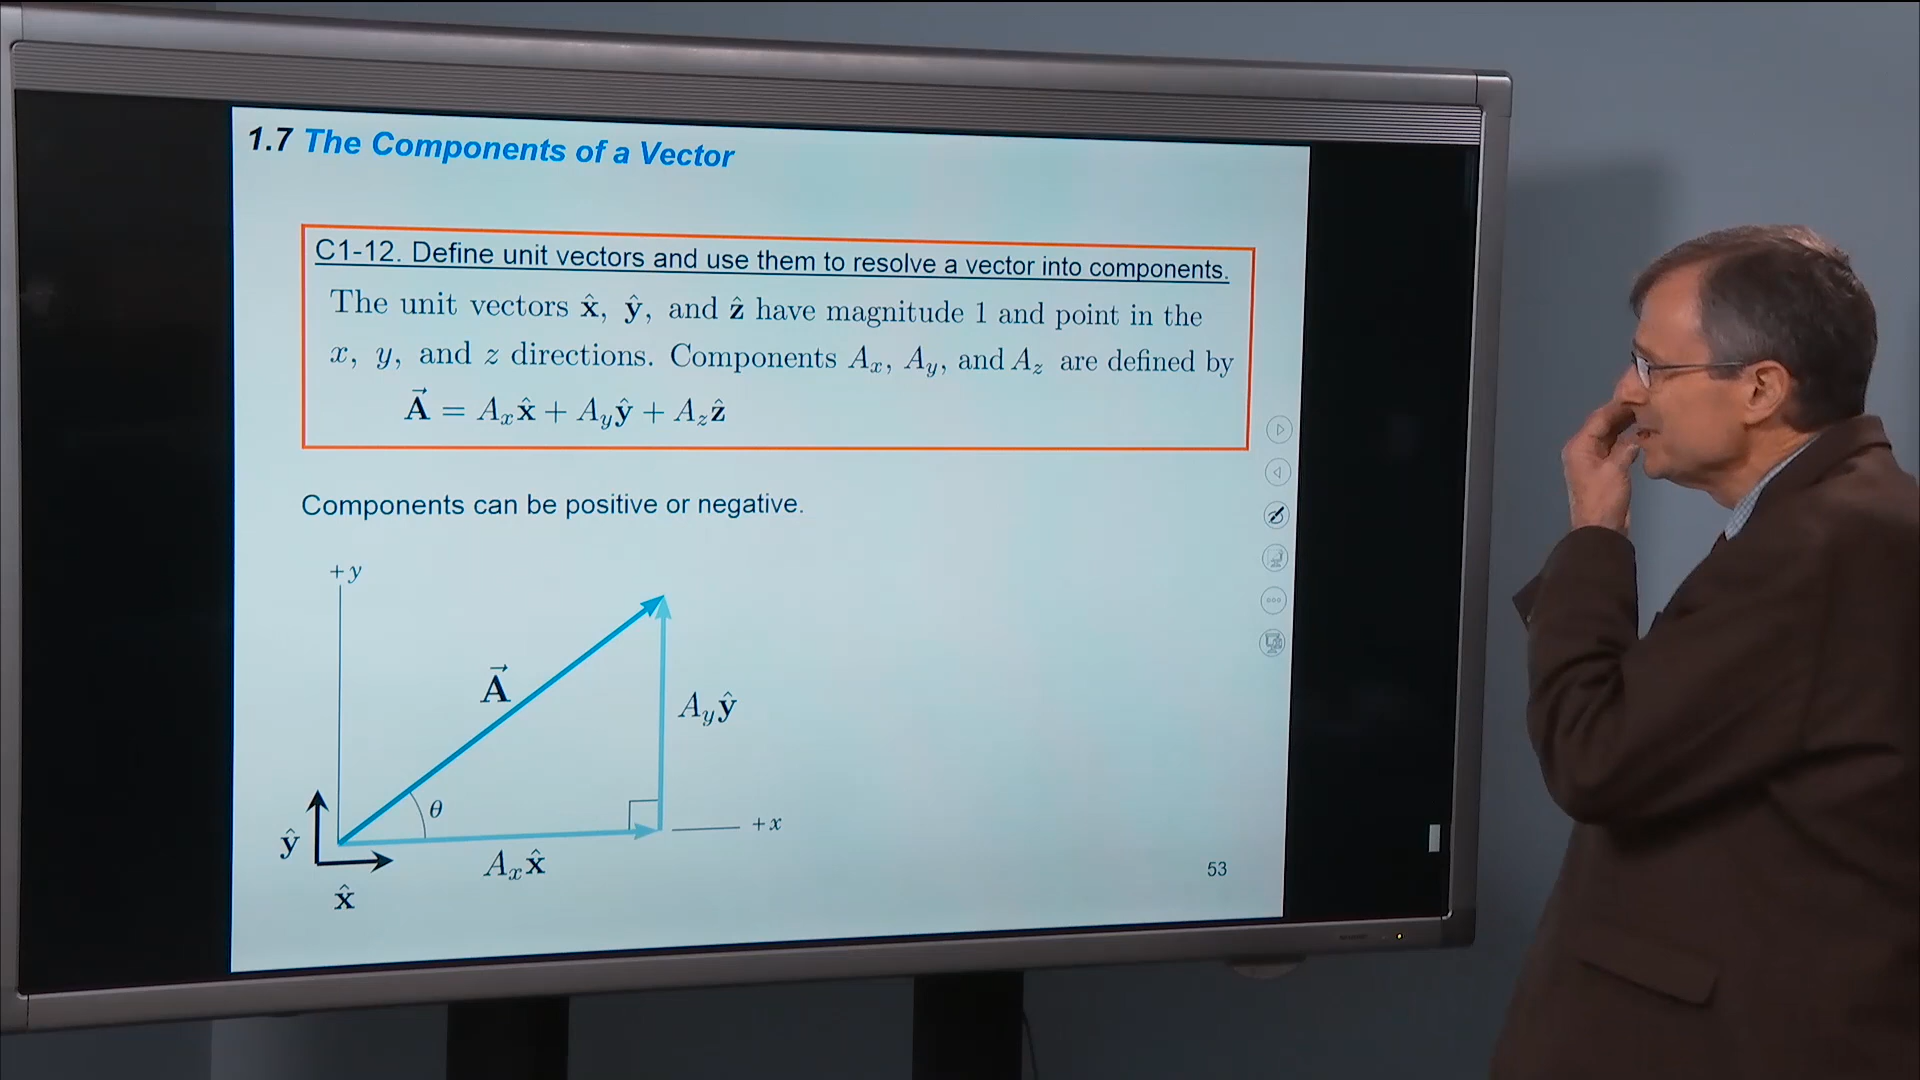 1.7 The Components of a Vector
C1-12. Define unit vectors and use them to resolve a vector into components.
The unit vectors x̂, ŷ, and ẑ have magnitude 1 and point in the
x, y, and z directions. Components Aₓ, A_y, and A_z are defined by
A⃗ = Aₓx̂ + A_yŷ + A_zẑ
Components can be positive or negative.
+y
A⃗
A_yŷ
θ
+x
ŷ
Aₓx̂
x̂
53